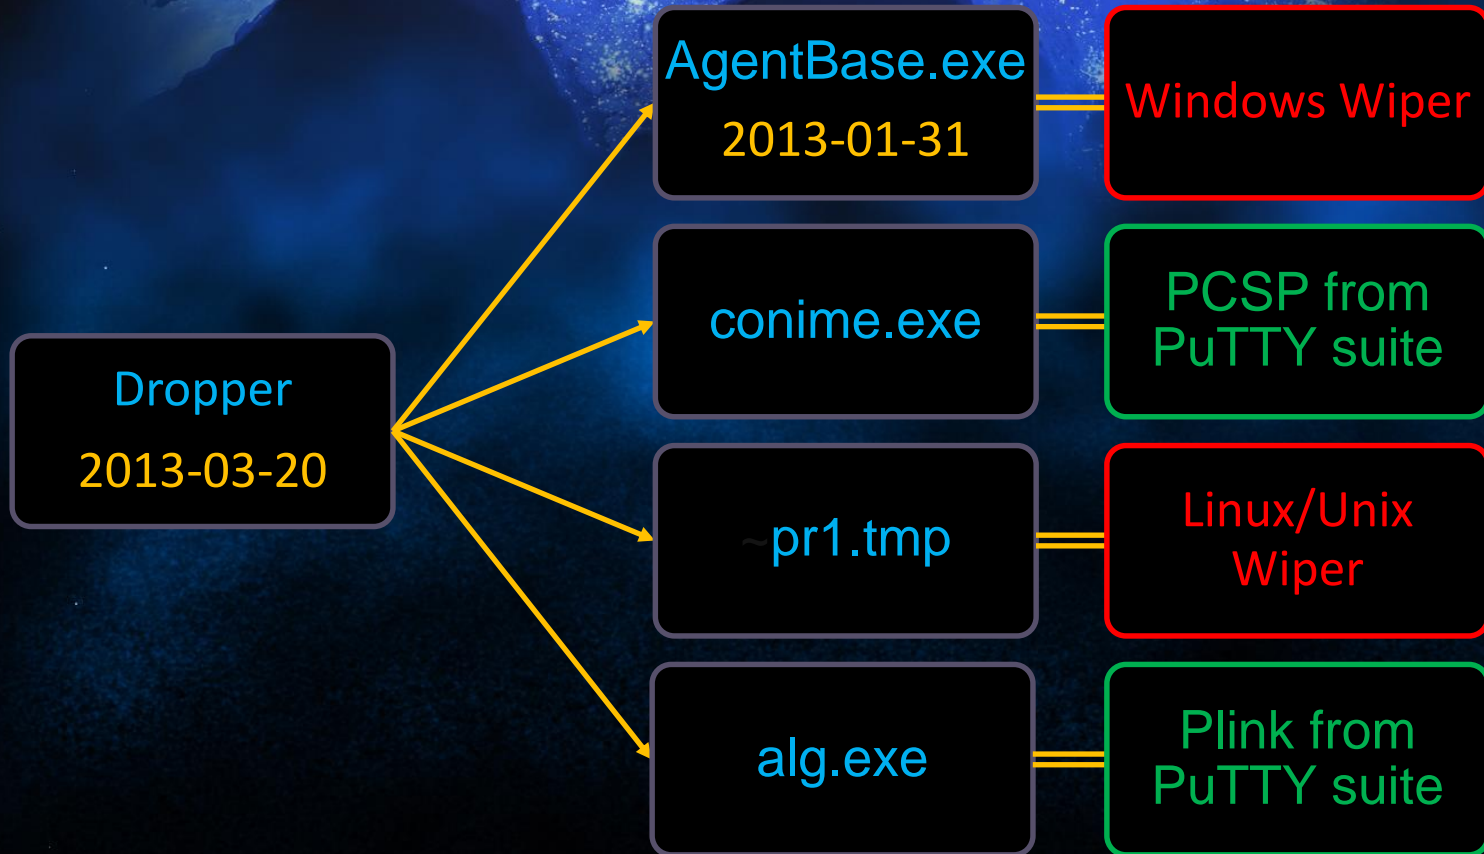 AgentBase.exe
2013-01-31
Windows Wiper
conime.exe
PCSP from
PuTTY suite
Dropper
2013-03-20
~pr1.tmp
Linux/Unix
Wiper
alg.exe
Plink from
PuTTY suite